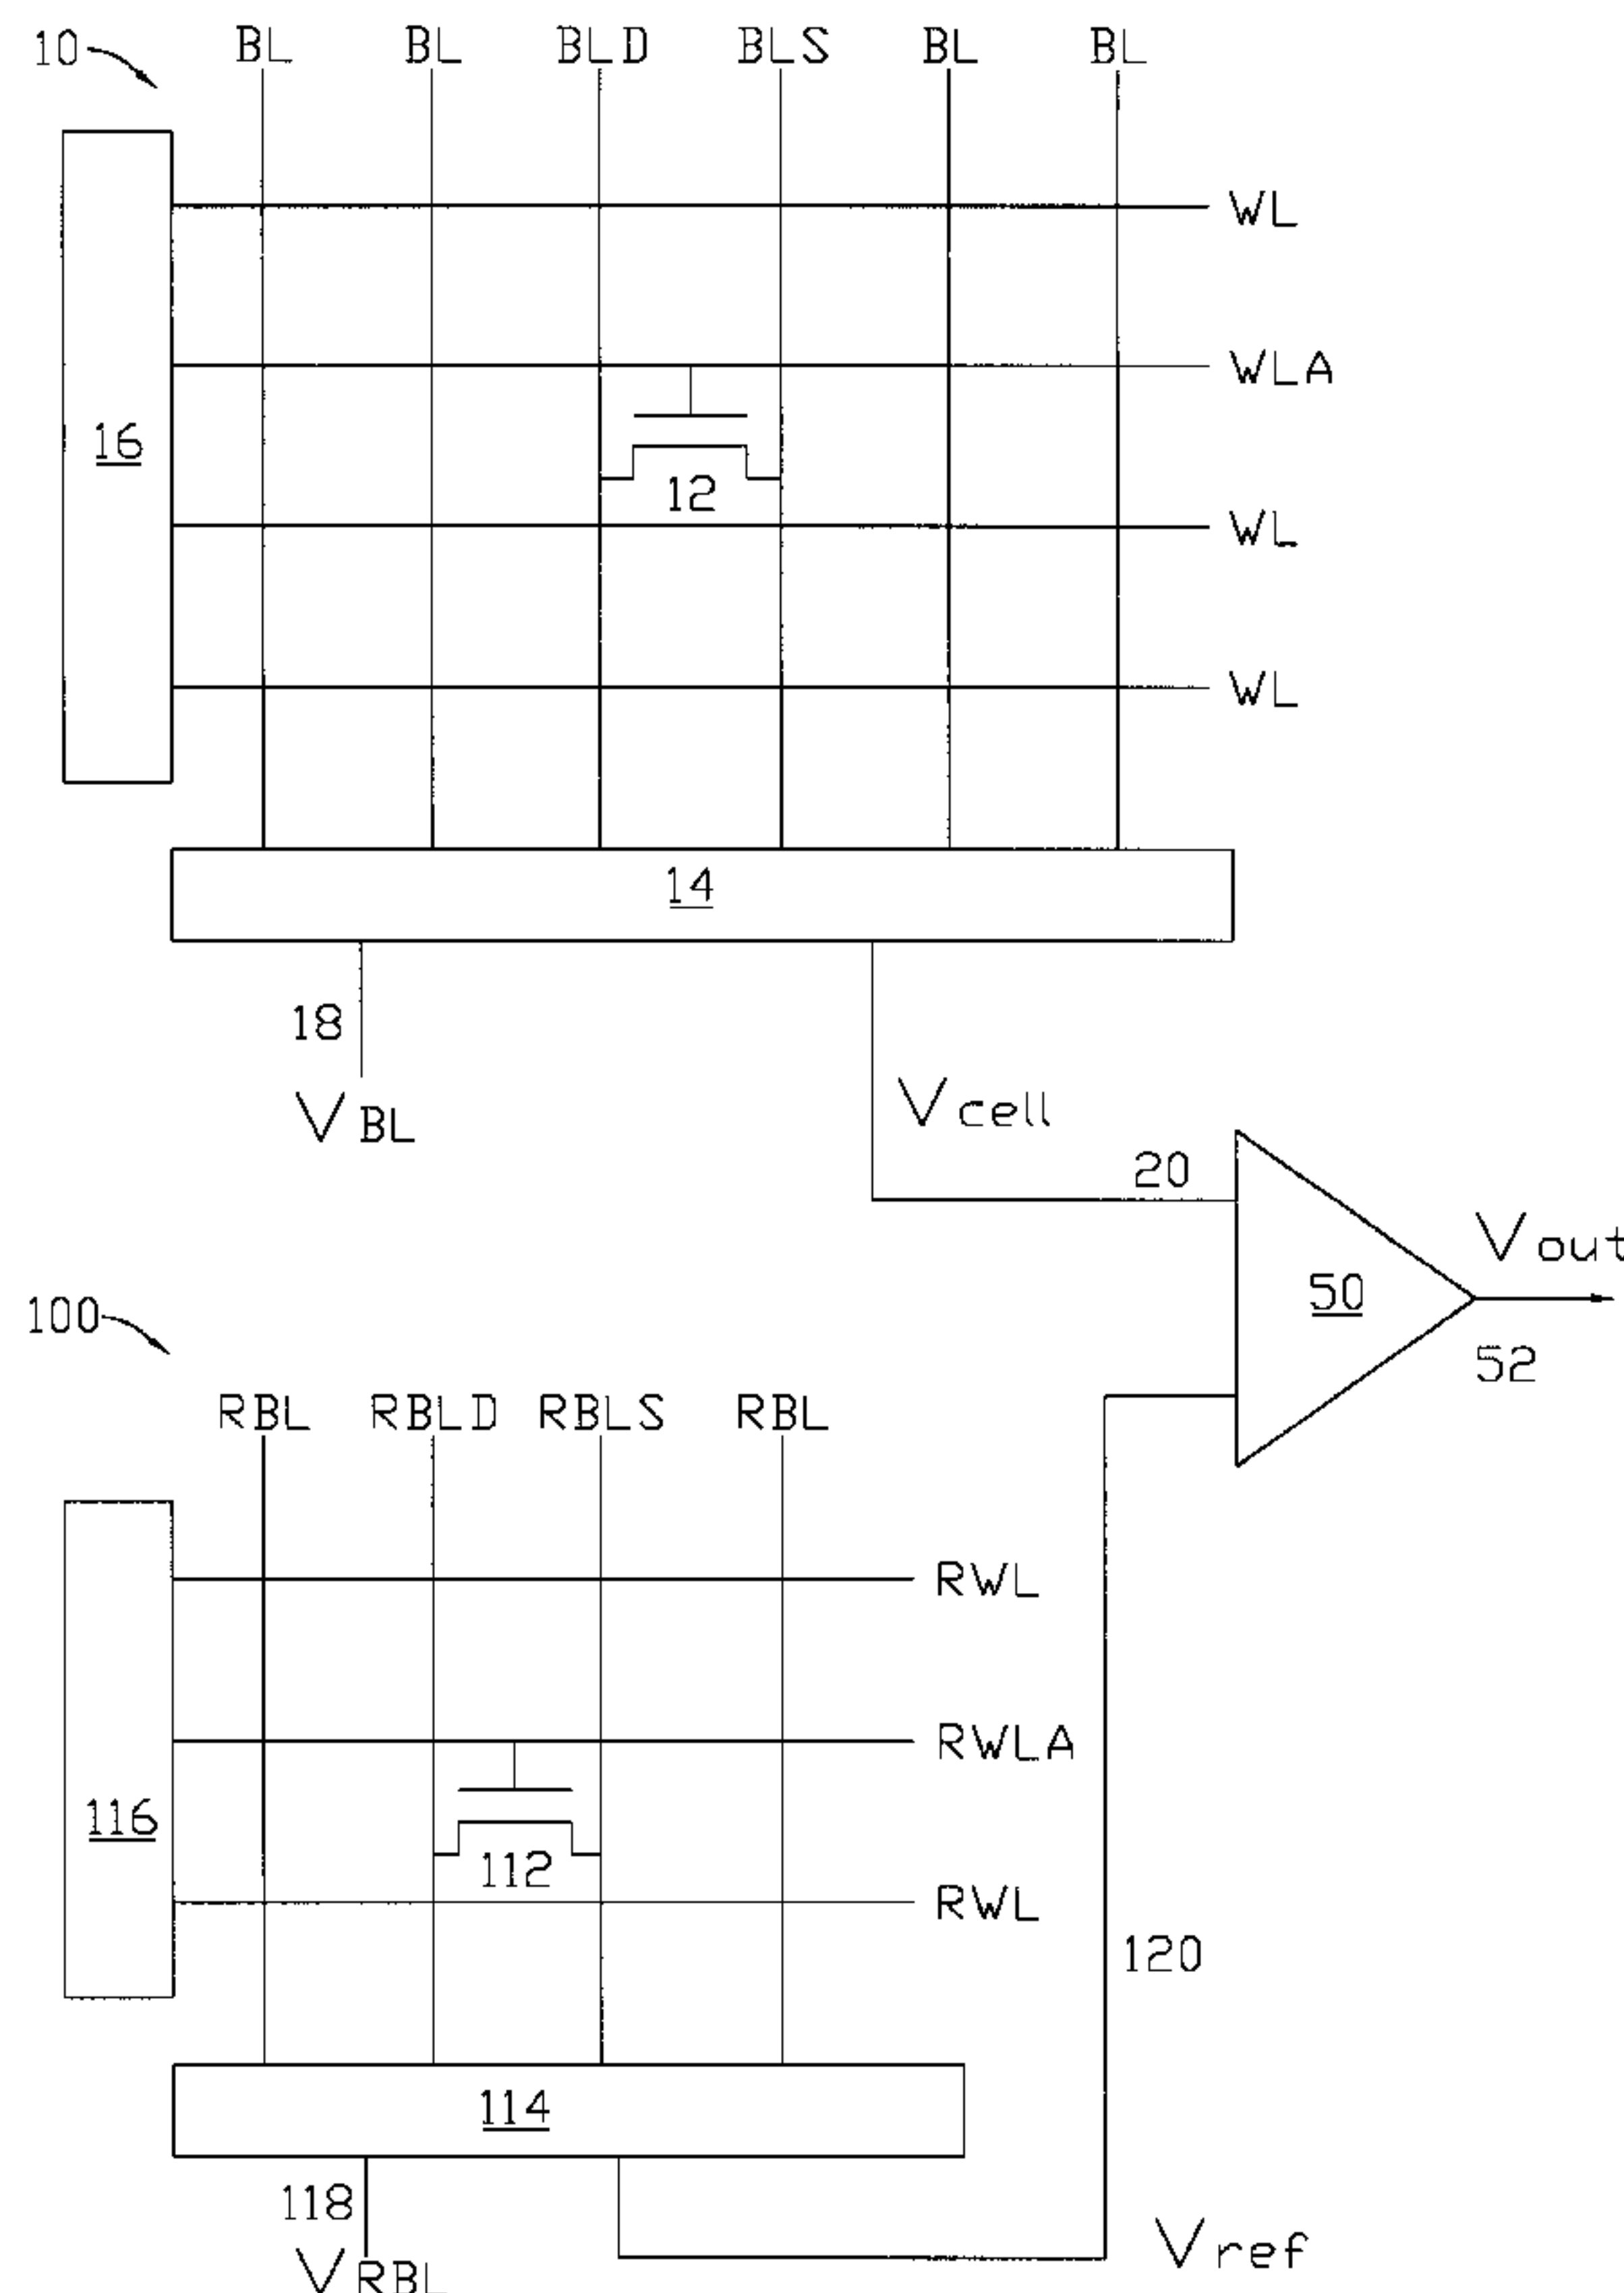 10
BL BL BLD BLS BL BL
WL
WLA
16
12
WL
WL
14
18
VBL
Vcell
20
Vout
50
52
100
RBL RBLD RBLS RBL
RWL
RWLA
116
112
RWL
120
114
118
VRBL
Vref